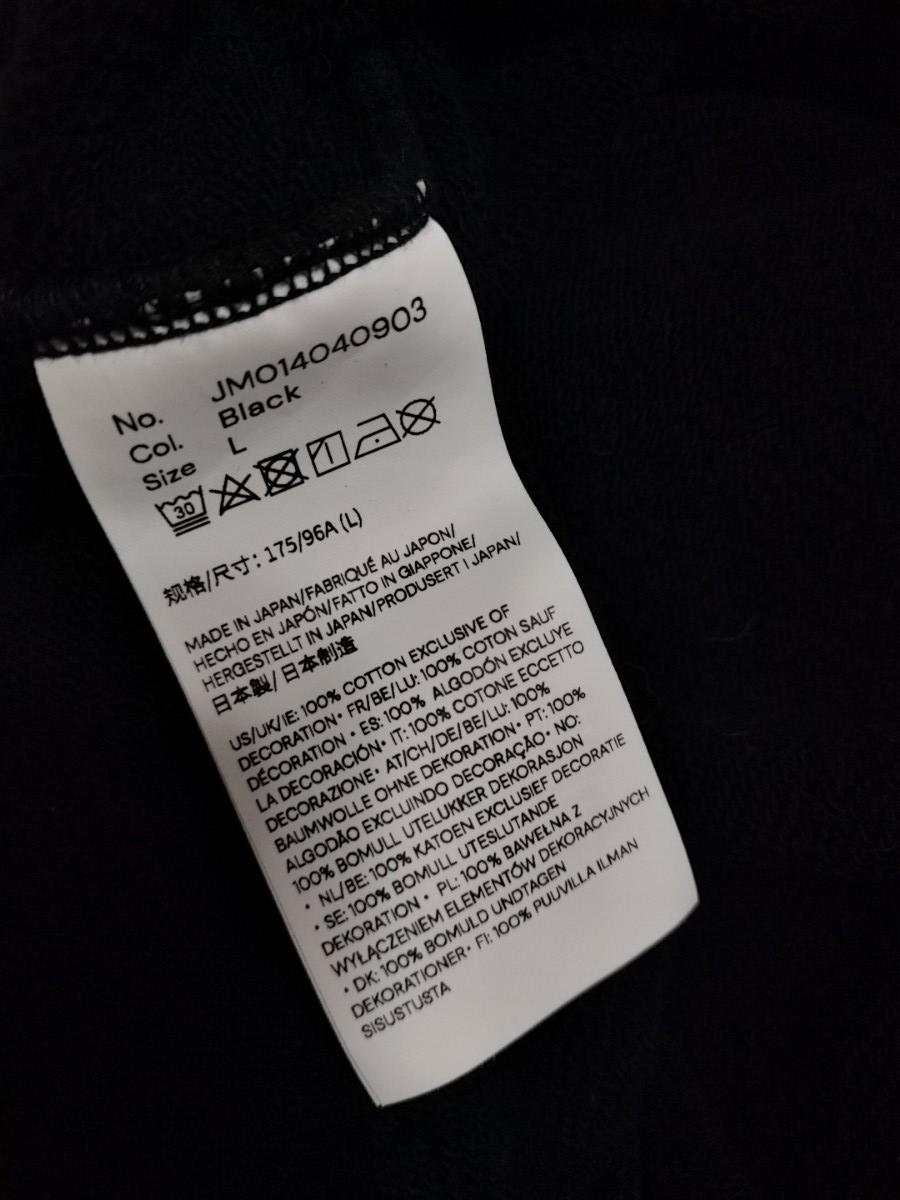 No. JM014040903
Col. Black
Size L
30
规格/尺寸: 175/96A (L)
MADE IN JAPAN/FABRIQUÉ AU JAPON/
HECHO EN JAPÓN/FATTO IN GIAPPONE/
HERGESTELLT IN JAPAN/PRODUSERT I JAPAN/
日本製/日本制造
US/UK/IE: 100% COTTON EXCLUSIVE OF
DECORATION• FR/BE/LU: 100% COTON SAUF
DÉCORATION • ES: 100% ALGODÓN EXCLUYE
LA DECORACIÓN• IT: 100% COTONE ECCETTO
DECORAZIONE• AT/CH/DE/BE/LU: 100%
BAUMWOLLE OHNE DEKORATION• PT: 100%
ALGODÃO EXCLUINDO DECORAÇÃO• NO:
100% BOMULL UTELUKKER DEKORASJON
• NL/BE: 100% KATOEN EXCLUSIEF DECORATIE
• SE: 100% BOMULL UTESLUTANDE
DEKORATION • PL: 100% BAWEŁNA Z
WYŁĄCZENIEM ELEMENTÓW DEKORACYJNYCH
• DK: 100% BOMULD UNDTAGEN
DEKORATIONER• FI: 100% PUUVILLA ILMAN
SISUSTUSTA